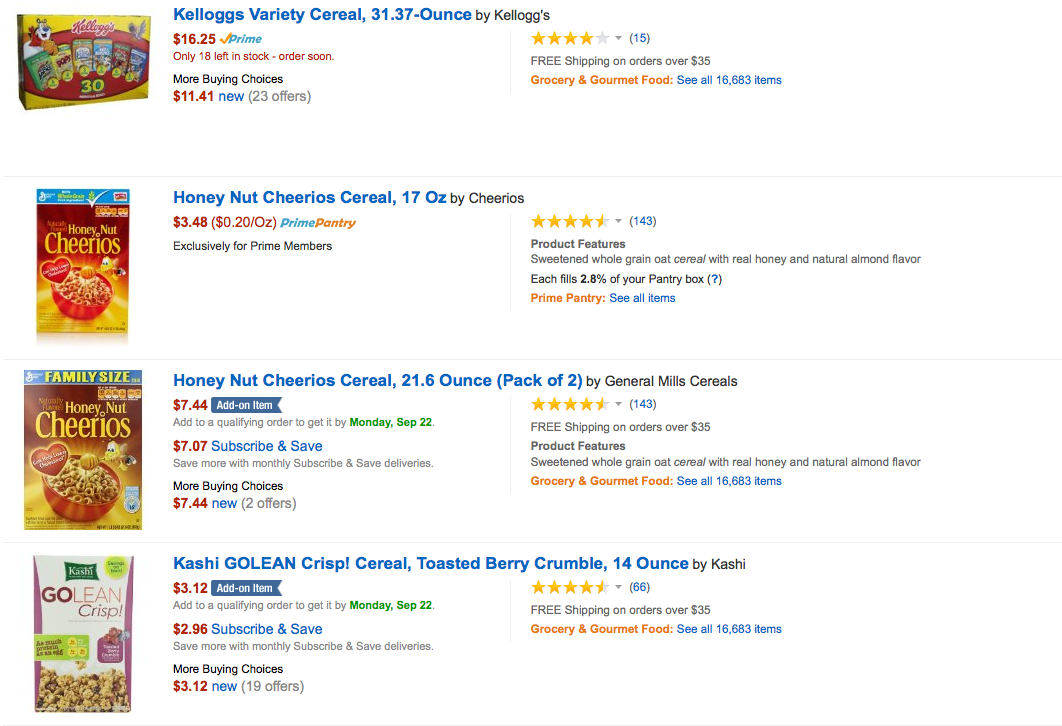 Kellogg's
30
Kelloggs Variety Cereal, 31.37-Ounce by Kellogg's
$16.25 Prime
Only 18 left in stock - order soon.
More Buying Choices
$11.41 new (23 offers)
(15)
FREE Shipping on orders over $35
Grocery & Gourmet Food: See all 16,683 items
Honey Nut
Cheerios
Honey Nut Cheerios Cereal, 17 Oz by Cheerios
$3.48 ($0.20/Oz) PrimePantry
Exclusively for Prime Members
(143)
Product Features
Sweetened whole grain oat cereal with real honey and natural almond flavor
Each fills 2.8% of your Pantry box (?)
Prime Pantry: See all items
FAMILY SIZE
Honey Nut
Cheerios
Honey Nut Cheerios Cereal, 21.6 Ounce (Pack of 2) by General Mills Cereals
$7.44 Add-on Item
Add to a qualifying order to get it by Monday, Sep 22.
$7.07 Subscribe & Save
Save more with monthly Subscribe & Save deliveries.
More Buying Choices
$7.44 new (2 offers)
(143)
FREE Shipping on orders over $35
Product Features
Sweetened whole grain oat cereal with real honey and natural almond flavor
Grocery & Gourmet Food: See all 16,683 items
Kashi
GOLEAN
Crisp!
As much
protein
as an egg
Toasted
Berry
Crumble
Kashi GOLEAN Crisp! Cereal, Toasted Berry Crumble, 14 Ounce by Kashi
$3.12 Add-on Item
Add to a qualifying order to get it by Monday, Sep 22.
$2.96 Subscribe & Save
Save more with monthly Subscribe & Save deliveries.
More Buying Choices
$3.12 new (19 offers)
(66)
FREE Shipping on orders over $35
Grocery & Gourmet Food: See all 16,683 items